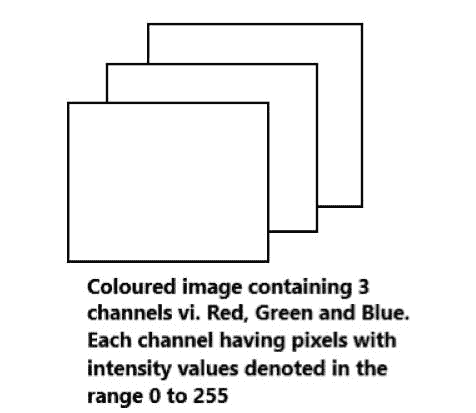 Coloured image containing 3
channels vi. Red, Green and Blue.
Each channel having pixels with
intensity values denoted in the
range 0 to 255